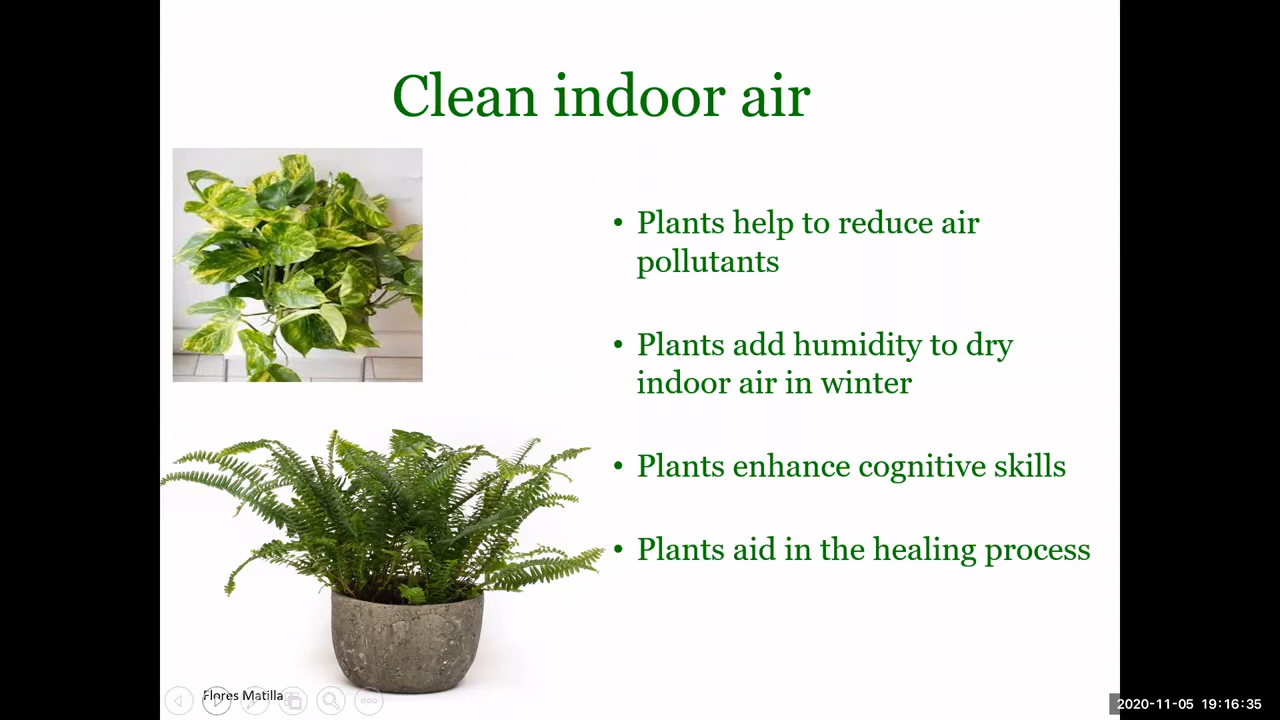 Clean indoor air
• Plants help to reduce air
pollutants
• Plants add humidity to dry
indoor air in winter
• Plants enhance cognitive skills
• Plants aid in the healing process
Flores Matilla
2020-11-05 19:16:35